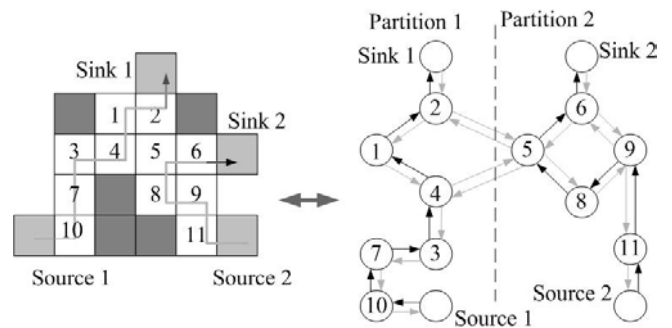 Sink 1
1 2
Sink 2
3 4 5 6
7 8 9
10 11
Source 1 Source 2
Partition 1 Partition 2
Sink 1 Sink 2
2 6
1 5 9
4 8
7 3 11
10
Source 1 Source 2